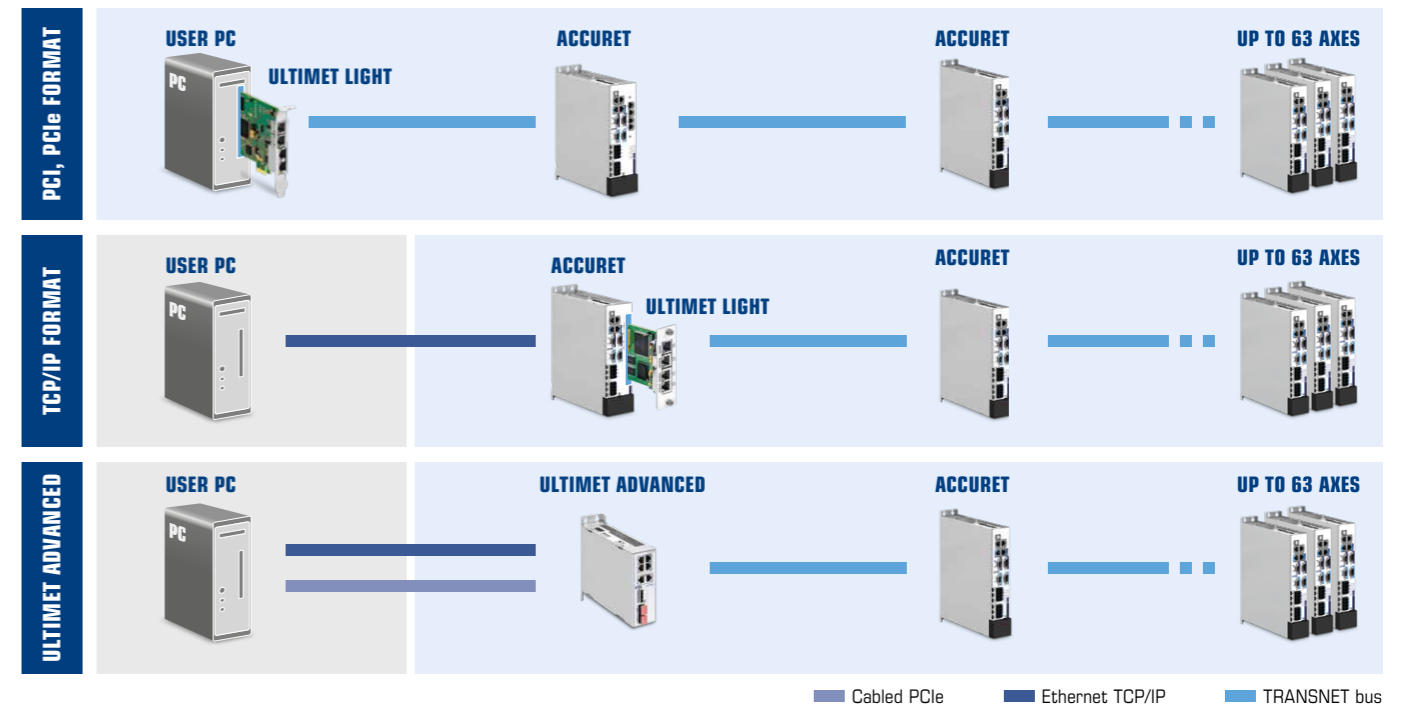 PCI, PCIe FORMAT
USER PC
PC
ULTIMET LIGHT
ACCURET
ACCURET
UP TO 63 AXES
TCP/IP FORMAT
USER PC
PC
ACCURET
ULTIMET LIGHT
ACCURET
UP TO 63 AXES
ULTIMET ADVANCED
USER PC
PC
ULTIMET ADVANCED
ACCURET
UP TO 63 AXES
Cabled PCIe
Ethernet TCP/IP
TRANSNET bus